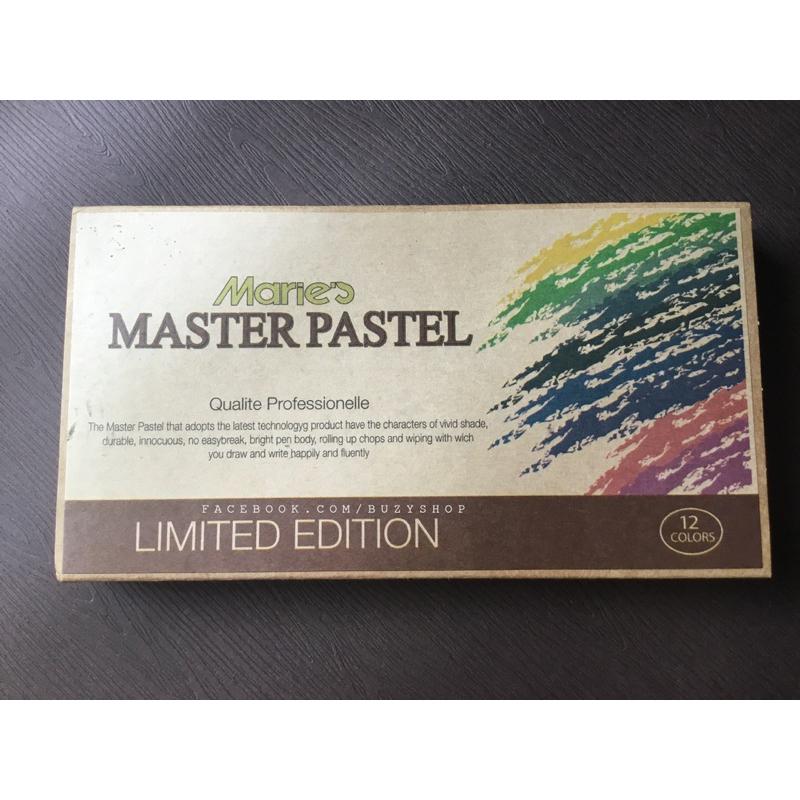 Marie's
MASTER PASTEL
Qualite Professionelle
The Master Pastel that adopts the latest technologyg product have the characters of vivid shade,
durable, innocuous, no easybreak, bright pen body, rolling up chops and wiping with wich
you draw and write happily and fluently
FACEBOOK.COM/BUZYSHOP
LIMITED EDITION
12
COLORS